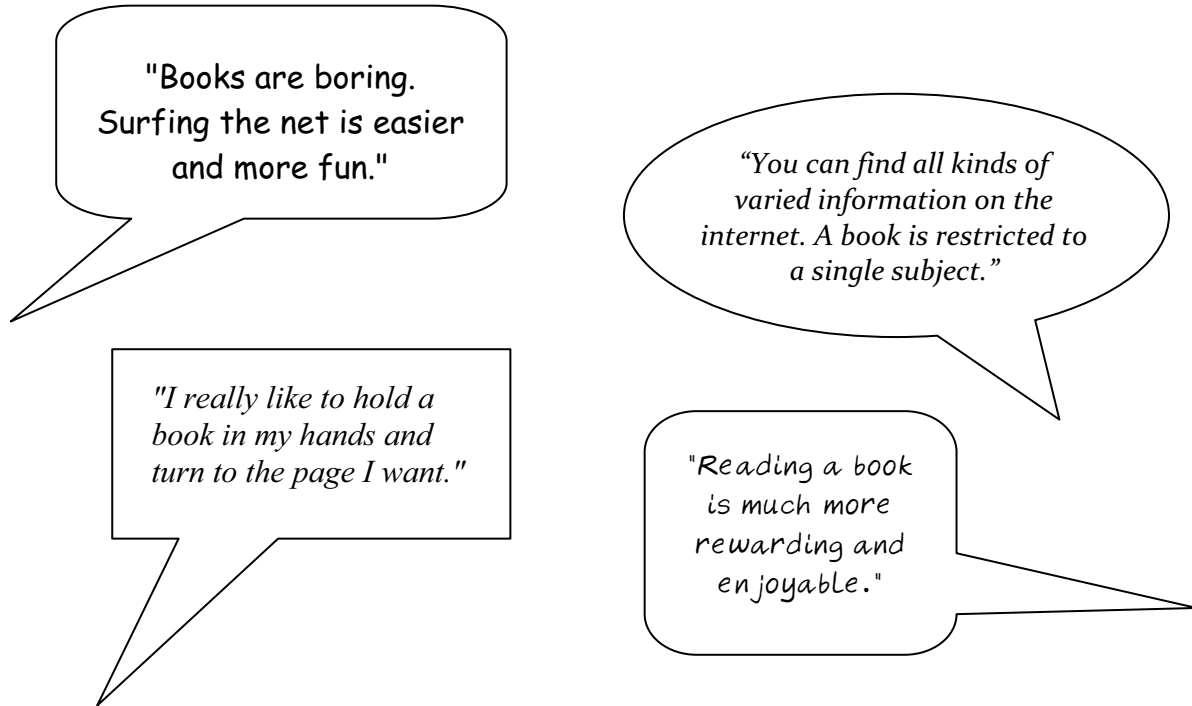 "Books are boring.
Surfing the net is easier
and more fun."
“You can find all kinds of
varied information on the
internet. A book is restricted to
a single subject.”
"I really like to hold a
book in my hands and
turn to the page I want."
"Reading a book
is much more
rewarding and
enjoyable."